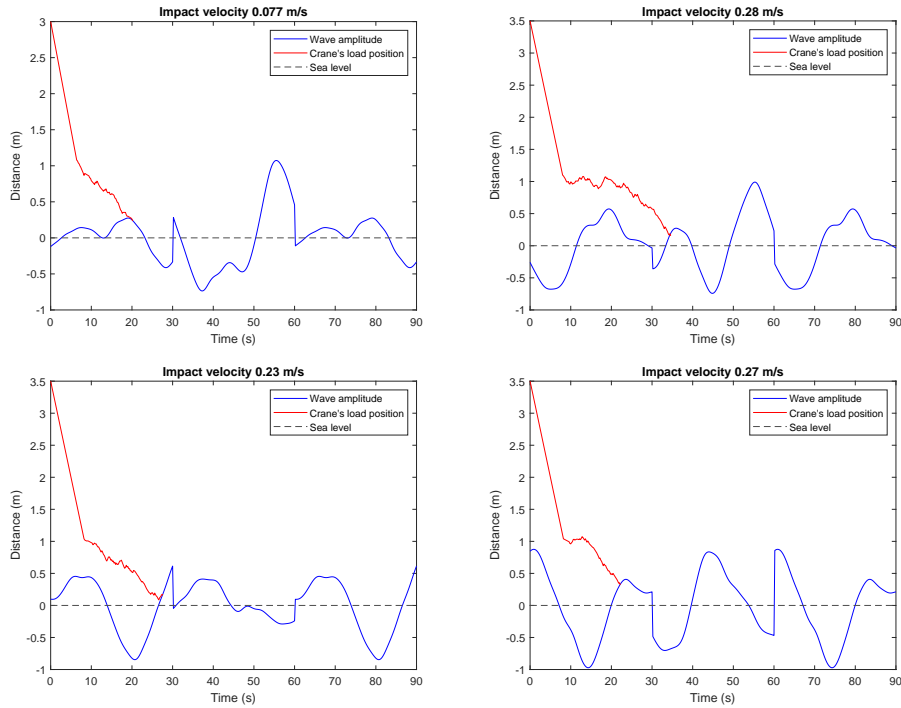 Impact velocity 0.077 m/s
Wave amplitude
Crane's load position
Sea level
Distance (m)
3
2.5
2
1.5
1
0.5
0
-0.5
-1
0 10 20 30 40 50 60 70 80 90
Time (s)
Impact velocity 0.28 m/s
Wave amplitude
Crane's load position
Sea level
Distance (m)
3.5
3
2.5
2
1.5
1
0.5
0
-0.5
-1
0 10 20 30 40 50 60 70 80 90
Time (s)
Impact velocity 0.23 m/s
Wave amplitude
Crane's load position
Sea level
Distance (m)
3.5
3
2.5
2
1.5
1
0.5
0
-0.5
-1
0 10 20 30 40 50 60 70 80 90
Time (s)
Impact velocity 0.27 m/s
Wave amplitude
Crane's load position
Sea level
Distance (m)
3.5
3
2.5
2
1.5
1
0.5
0
-0.5
-1
0 10 20 30 40 50 60 70 80 90
Time (s)